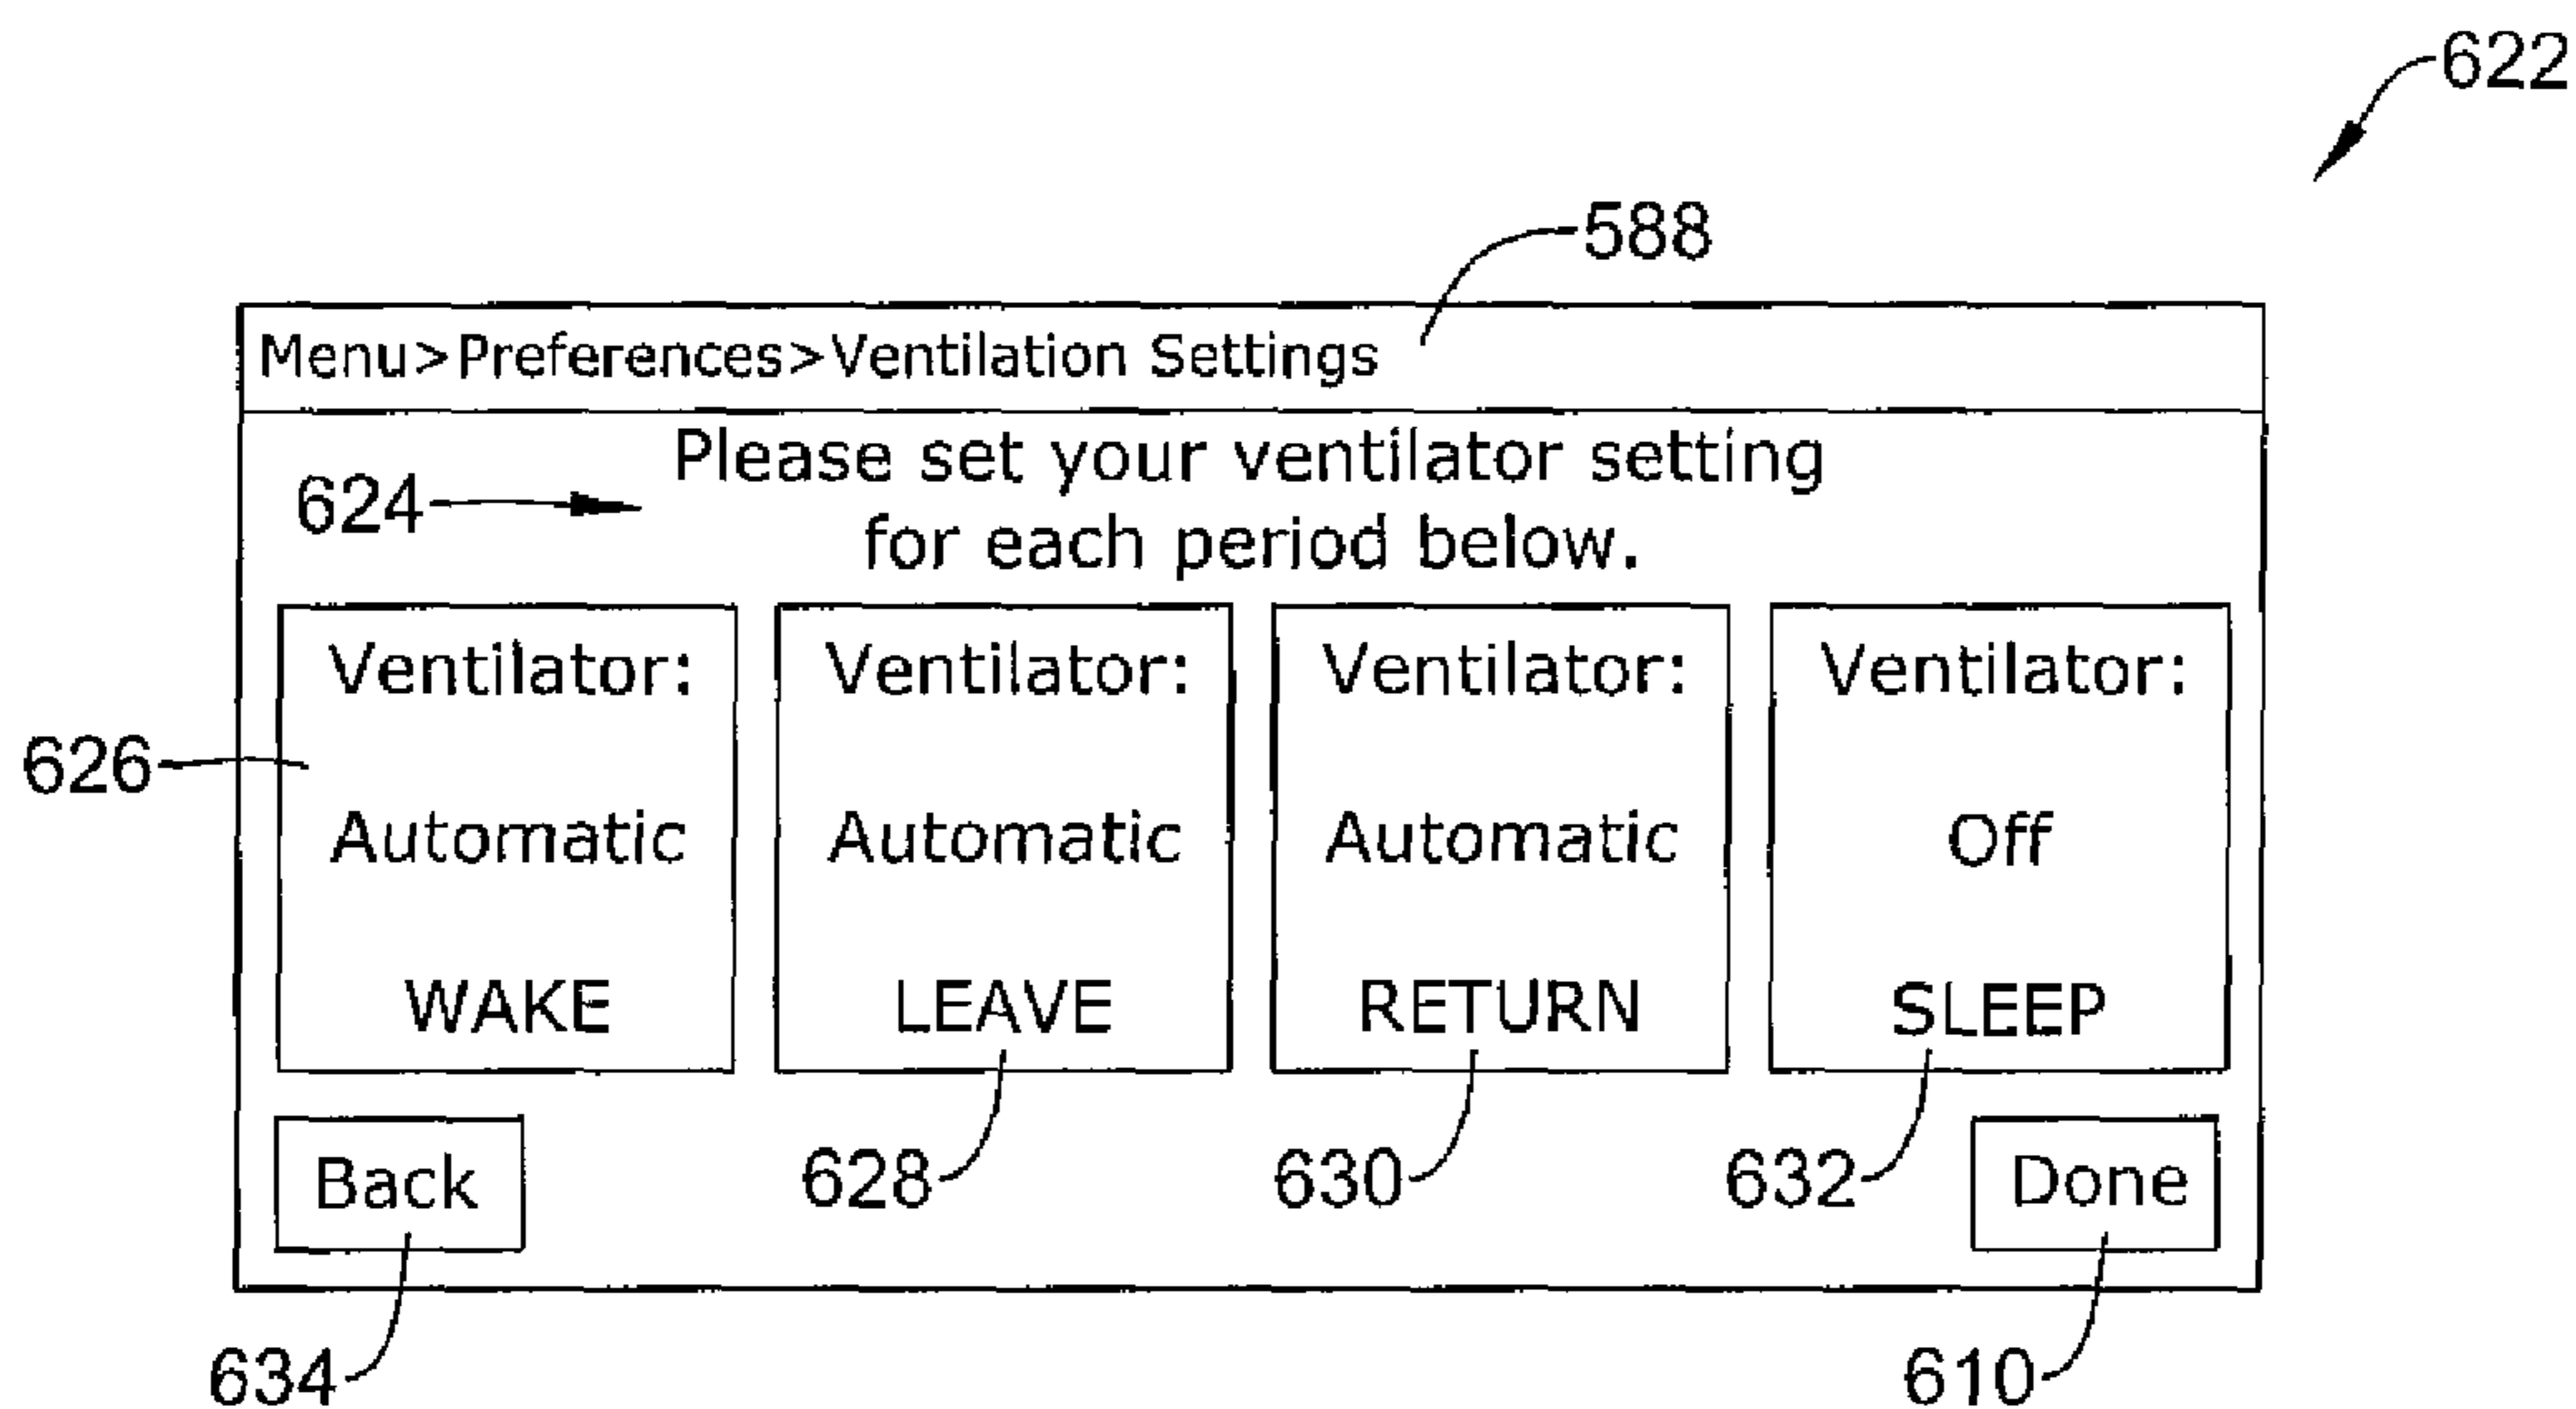 622
588
Menu>Preferences>Ventilation Settings
624
Please set your ventilator setting
for each period below.
Ventilator:
Automatic
WAKE
626
Ventilator:
Automatic
LEAVE
628
Ventilator:
Automatic
RETURN
630
Ventilator:
Off
SLEEP
632
Back
634
Done
610